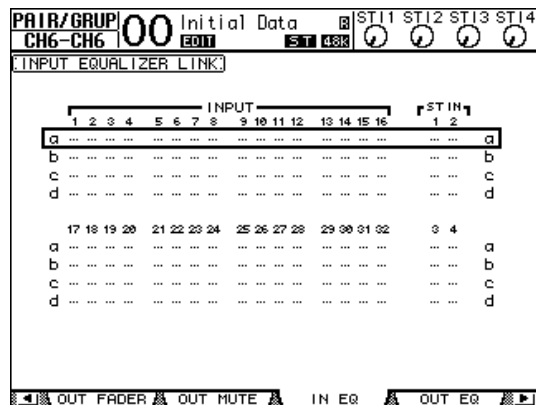 PAIR/GRUP 00 Initial Data R STI1 STI2 STI3 STI4
CH6-CH6 EDIT ST 48K
INPUT EQUALIZER LINK
INPUT ST IN
1 2 3 4 5 6 7 8 9 10 11 12 13 14 15 16 1 2
a ... ... ... ... ... ... ... ... ... ... ... ... ... ... ... ... ... ... a
b ... ... ... ... ... ... ... ... ... ... ... ... ... ... ... ... ... ... b
c ... ... ... ... ... ... ... ... ... ... ... ... ... ... ... ... ... ... c
d ... ... ... ... ... ... ... ... ... ... ... ... ... ... ... ... ... ... d
17 18 19 20 21 22 23 24 25 26 27 28 29 30 31 32 3 4
a ... ... ... ... ... ... ... ... ... ... ... ... ... ... ... ... ... ... a
b ... ... ... ... ... ... ... ... ... ... ... ... ... ... ... ... ... ... b
c ... ... ... ... ... ... ... ... ... ... ... ... ... ... ... ... ... ... c
d ... ... ... ... ... ... ... ... ... ... ... ... ... ... ... ... ... ... d
OUT FADER OUT MUTE IN EQ OUT EQ